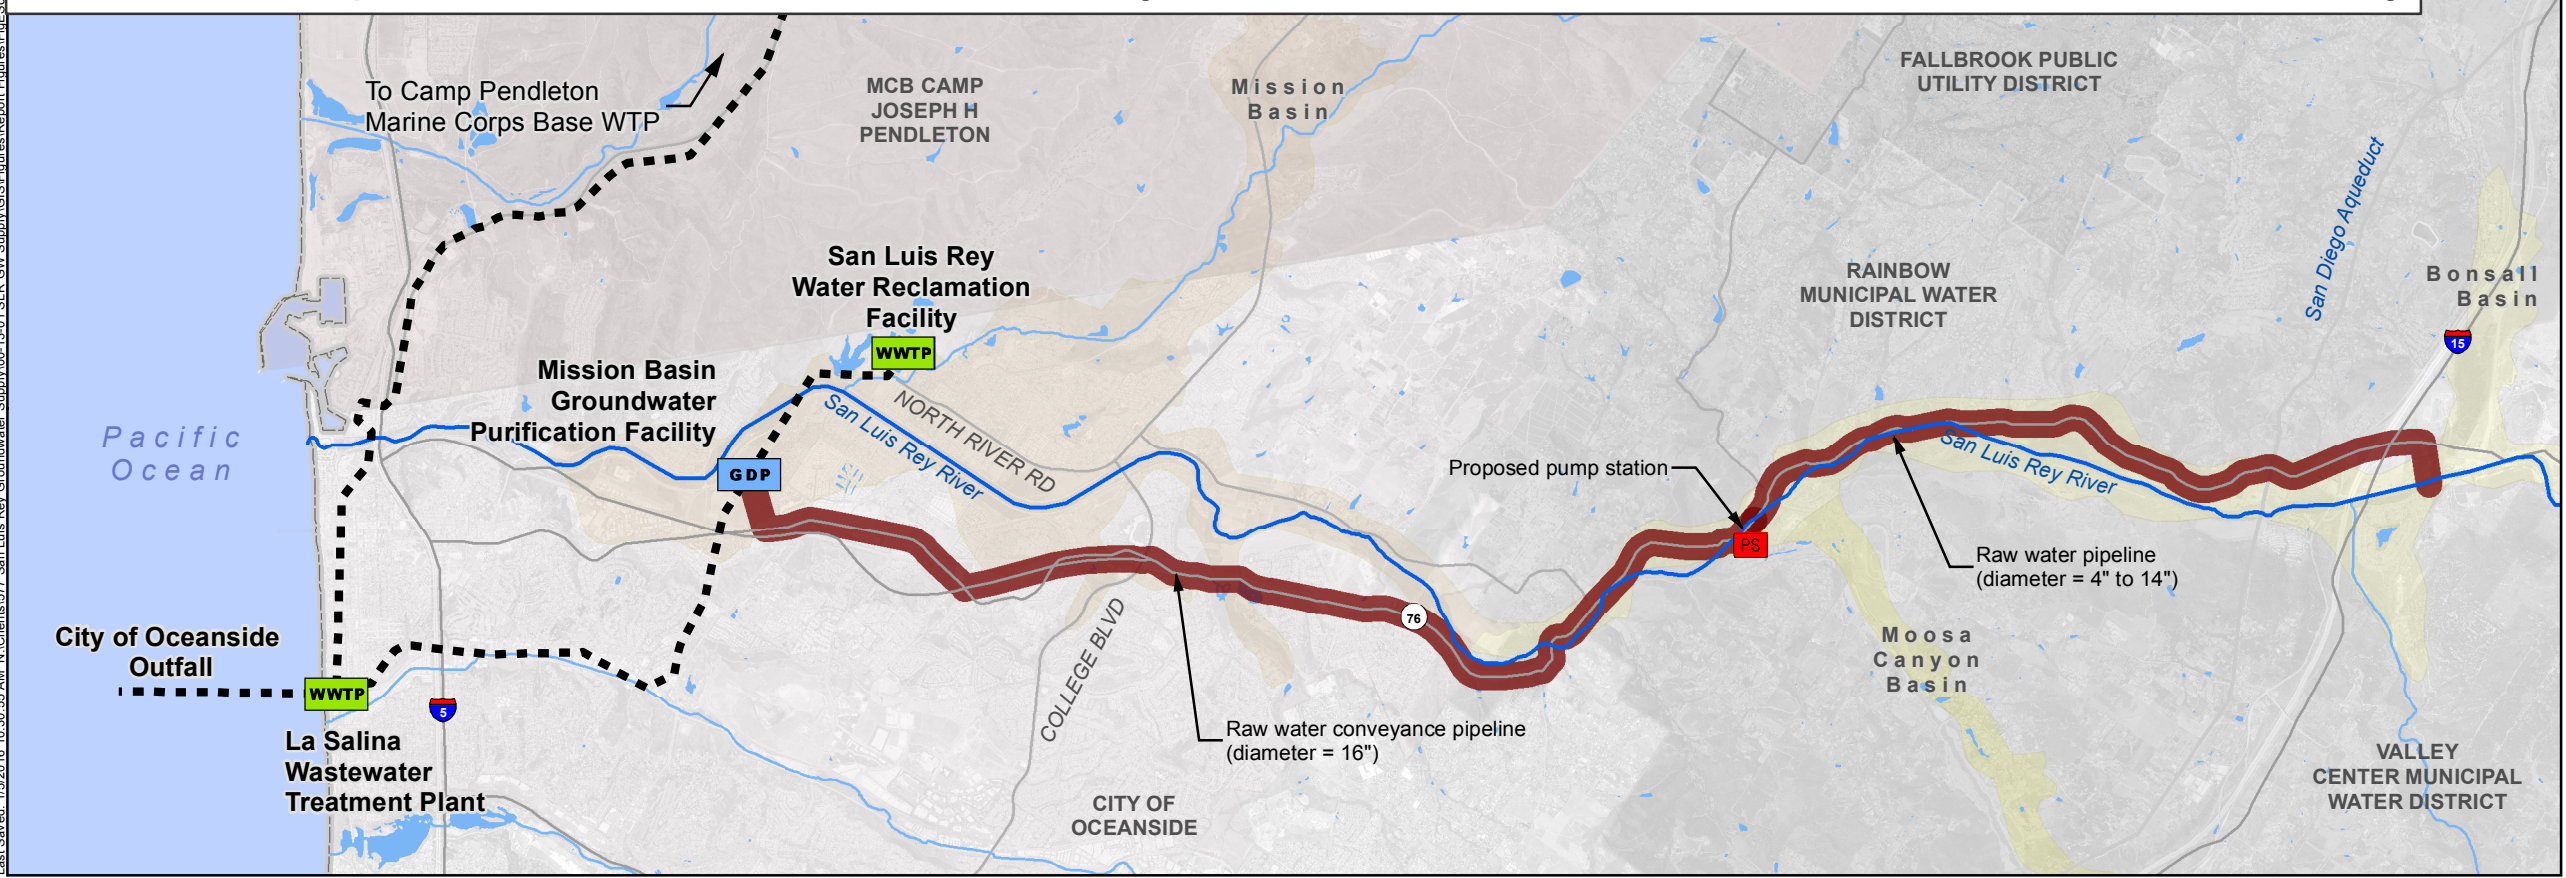 To Camp Pendleton
Marine Corps Base WTP
MCB CAMP
JOSEPH H
PENDLETON
Mission
Basin
FALLBROOK PUBLIC
UTILITY DISTRICT
San Diego Aqueduct
San Luis Rey
Water Reclamation
Facility
WWTP
RAINBOW
MUNICIPAL WATER
DISTRICT
Bonsall
Basin
15
Mission Basin
Groundwater
Purification Facility
GDP
San Luis Rey River
NORTH RIVER RD
Pacific
Ocean
Proposed pump station
PS
San Luis Rey River
Raw water pipeline
(diameter = 4" to 14")
76
City of Oceanside
Outfall
WWTP
5
La Salina
Wastewater
Treatment Plant
COLLEGE BLVD
Raw water conveyance pipeline
(diameter = 16")
Moosa
Canyon
Basin
CITY OF
OCEANSIDE
VALLEY
CENTER MUNICIPAL
WATER DISTRICT